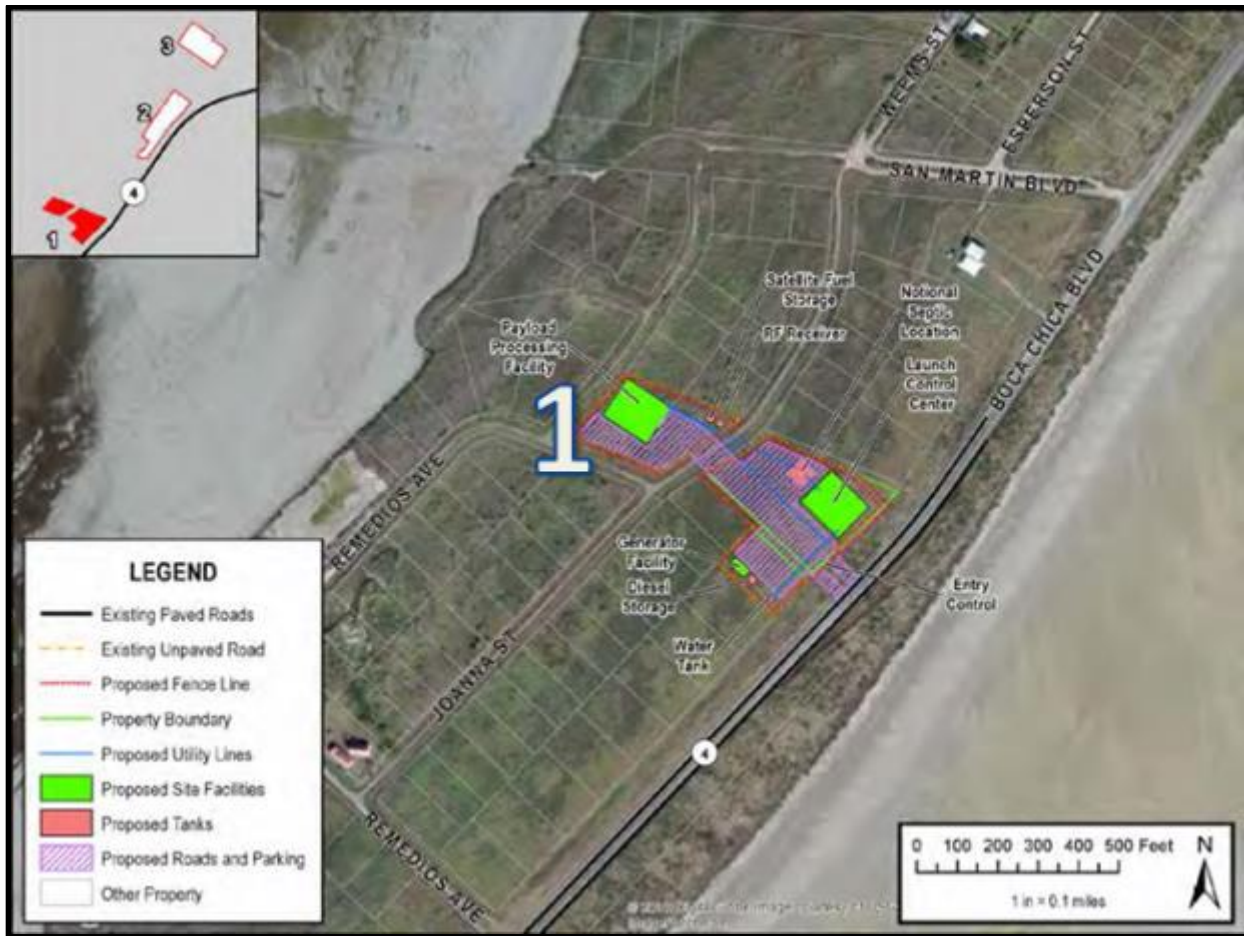 3
2
4
1
WEEMS ST
ESPERSON ST
SAN MARTIN BLVD
BOCA CHICA BLVD
Satellite Fuel
Storage
RF Receiver
Notional
Septic
Location
Launch
Control
Center
Payload
Processing
Facility
1
REMEDIOS AVE
Generator
Facility
Diesel
Storage
Entry
Control
Water
Tank
JOANNA ST
4
REMEDIOS AVE
LEGEND
Existing Paved Roads
Existing Unpaved Road
Proposed Fence Line
Property Boundary
Proposed Utility Lines
Proposed Site Facilities
Proposed Tanks
Proposed Roads and Parking
Other Property
0 100 200 300 400 500 Feet
N
1 in = 0.1 miles